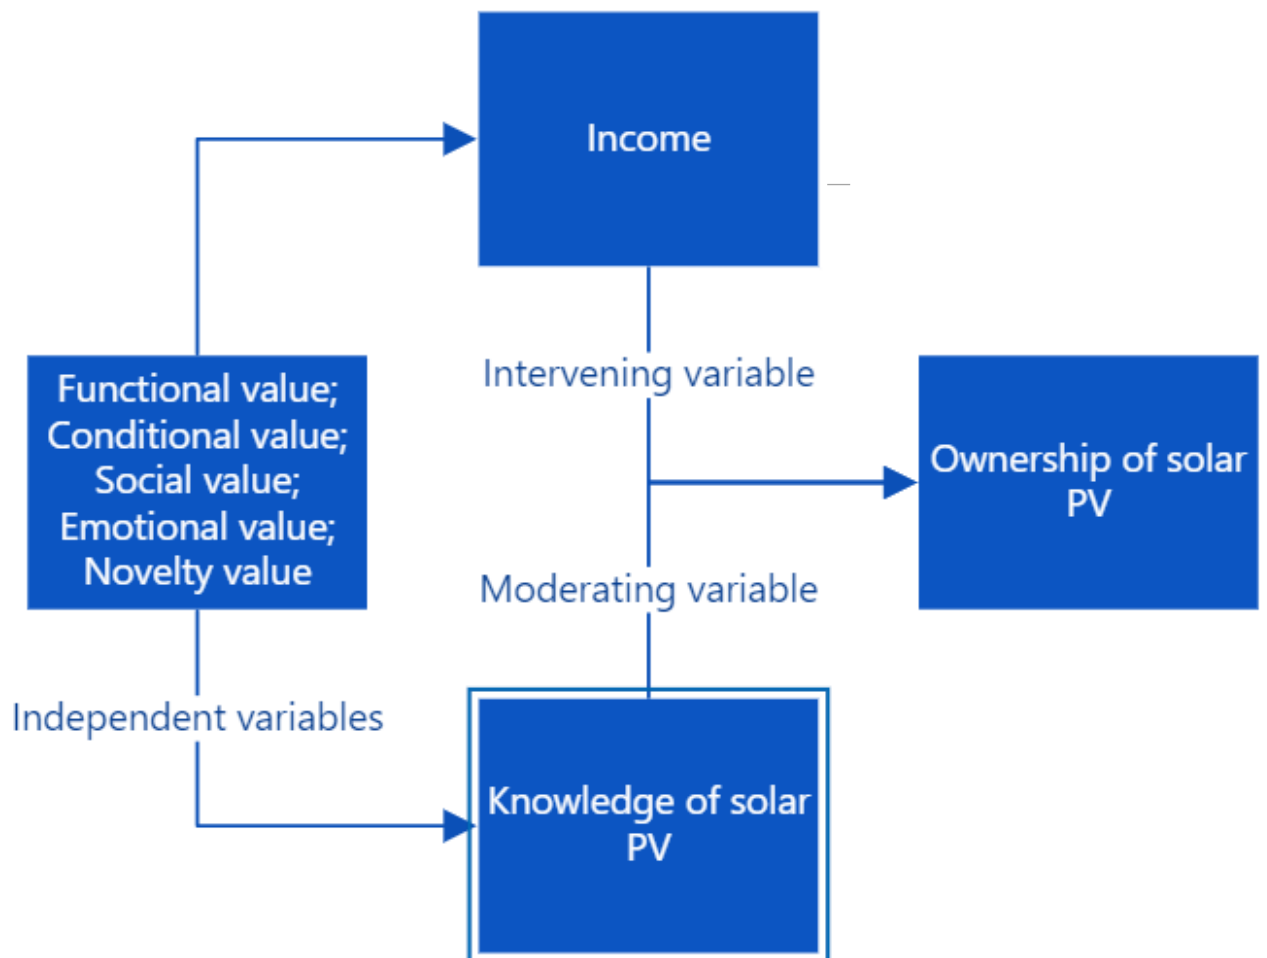 Income
Intervening variable
Functional value;
Conditional value;
Social value;
Emotional value;
Novelty value
Ownership of solar
PV
Moderating variable
Independent variables
Knowledge of solar
PV